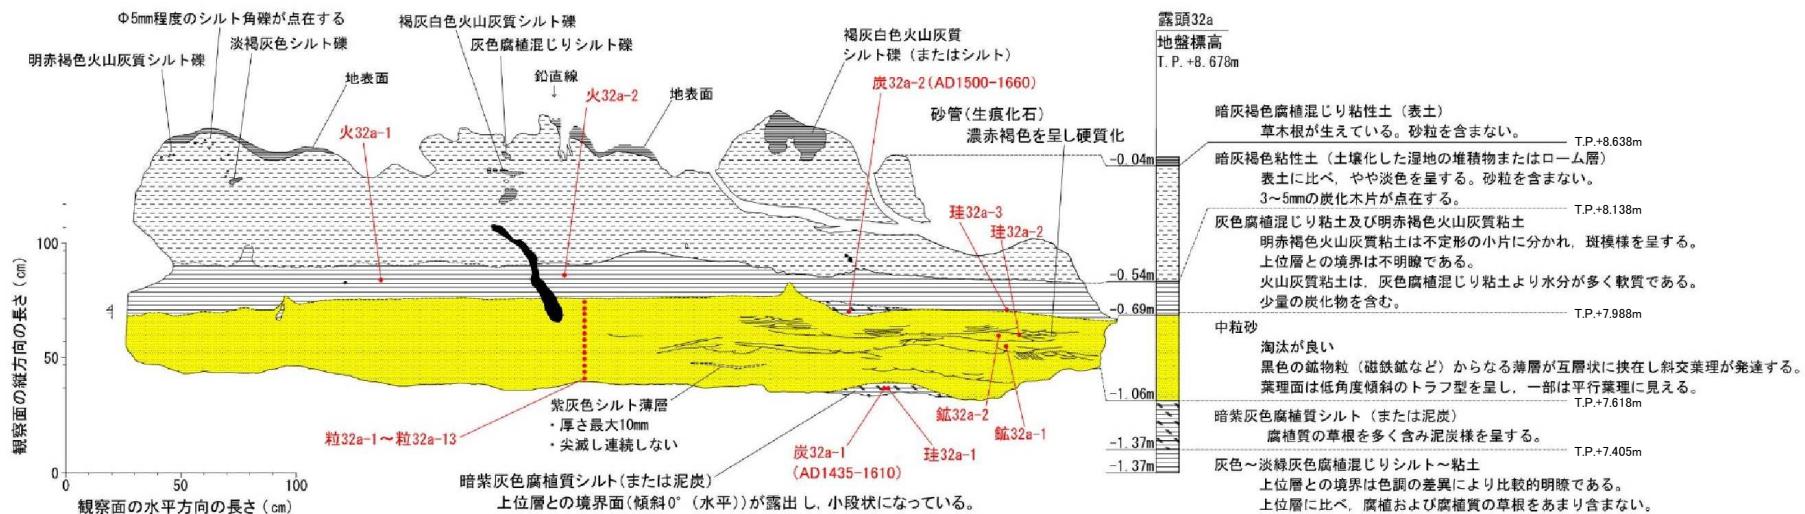 Φ5mm程度のシルト角礫が点在する
淡褐灰色シルト礫
明赤褐色火山灰質シルト礫
地表面
火32a-1
褐灰白色火山灰質シルト礫
灰色腐植混じりシルト礫
鉛直線
火32a-2
地表面
褐灰白色火山灰質
シルト礫（またはシルト）
炭32a-2(AD1500-1660)
砂管(生痕化石)
濃赤褐色を呈し硬質化
珪32a-3
珪32a-2
100
50
0
観察面の縦方向の長さ（cm）
0
50
100
観察面の水平方向の長さ（cm）
粒32a-1～粒32a-13
紫灰色シルト薄層
・厚さ最大10mm
・尖滅し連続しない
暗紫灰色腐植質シルト(または泥炭)
上位層との境界面(傾斜0°（水平))が露出し，小段状になっている。
炭32a-1
(AD1435-1610)
珪32a-1
鉱32a-2
鉱32a-1
露頭32a
地盤標高
T.P.+8.678m
-0.04m
-0.54m
-0.69m
-1.06m
-1.37m
-1.37m
暗灰褐色腐植混じり粘性土（表土）
草木根が生えている。砂粒を含まない。
T.P.+8.638m
暗灰褐色粘性土（土壌化した湿地の堆積物またはローム層）
表土に比べ，やや淡色を呈する。砂粒を含まない。
3～5mmの炭化木片が点在する。
T.P.+8.138m
灰色腐植混じり粘土及び明赤褐色火山灰質粘土
明赤褐色火山灰質粘土は不定形の小片に分かれ，斑模様を呈する。
上位層との境界は不明瞭である。
火山灰質粘土は，灰色腐植混じり粘土より水分が多く軟質である。
少量の炭化物を含む。
T.P.+7.988m
中粒砂
淘汰が良い
黒色の鉱物粒（磁鉄鉱など）からなる薄層が互層状に挟在し斜交葉理が発達する。
葉理面は低角度傾斜のトラフ型を呈し，一部は平行葉理に見える。
T.P.+7.618m
暗紫灰色腐植質シルト（または泥炭）
腐植質の草根を多く含み泥炭様を呈する。
T.P.+7.405m
灰色～淡緑灰色腐植混じりシルト～粘土
上位層との境界は色調の差異により比較的明瞭である。
上位層に比べ，腐植および腐植質の草根をあまり含まない。